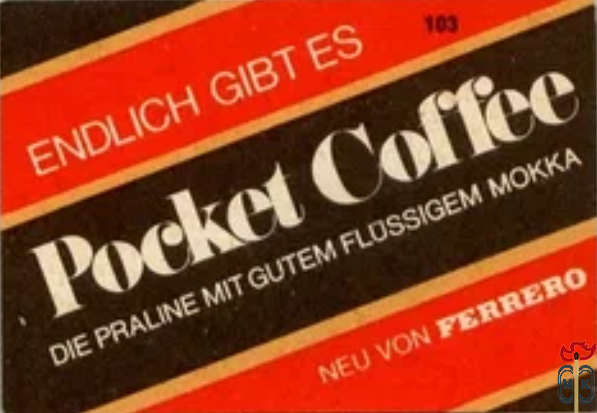 103
ENDLICH GIBT ES
Pocket Coffee
DIE PRALINE MIT GUTEM FLÜSSIGEM MOKKA
NEU VON FERRERO